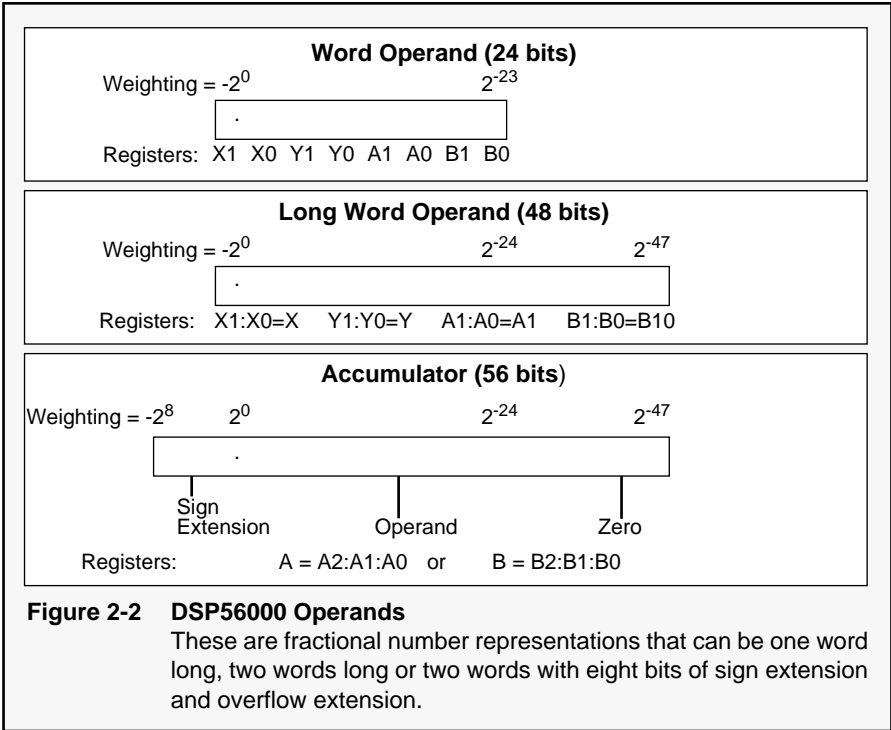 Word Operand (24 bits)
Weighting = -2^0 2^-23
.
Registers: X1 X0 Y1 Y0 A1 A0 B1 B0
Long Word Operand (48 bits)
Weighting = -2^0 2^-24 2^-47
.
Registers: X1:X0=X Y1:Y0=Y A1:A0=A1 B1:B0=B10
Accumulator (56 bits)
Weighting = -2^8 2^0 2^-24 2^-47
.
Sign
Extension Operand Zero
Registers: A = A2:A1:A0 or B = B2:B1:B0
Figure 2-2 DSP56000 Operands
These are fractional number representations that can be one word
long, two words long or two words with eight bits of sign extension
and overflow extension.